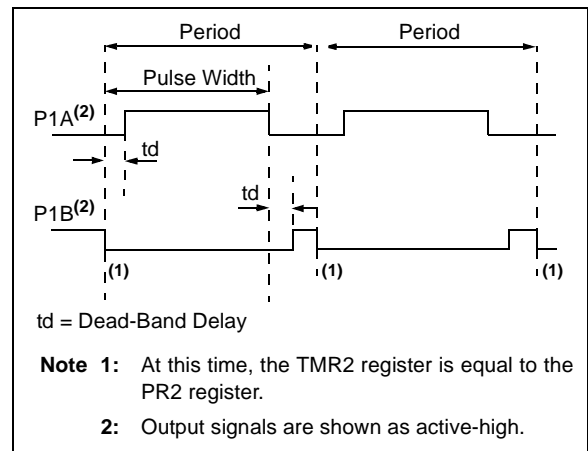 Period Period
Pulse Width
P1A(2)
td
td
P1B(2)
(1) (1) (1)
td = Dead-Band Delay
Note 1: At this time, the TMR2 register is equal to the
PR2 register.
2: Output signals are shown as active-high.